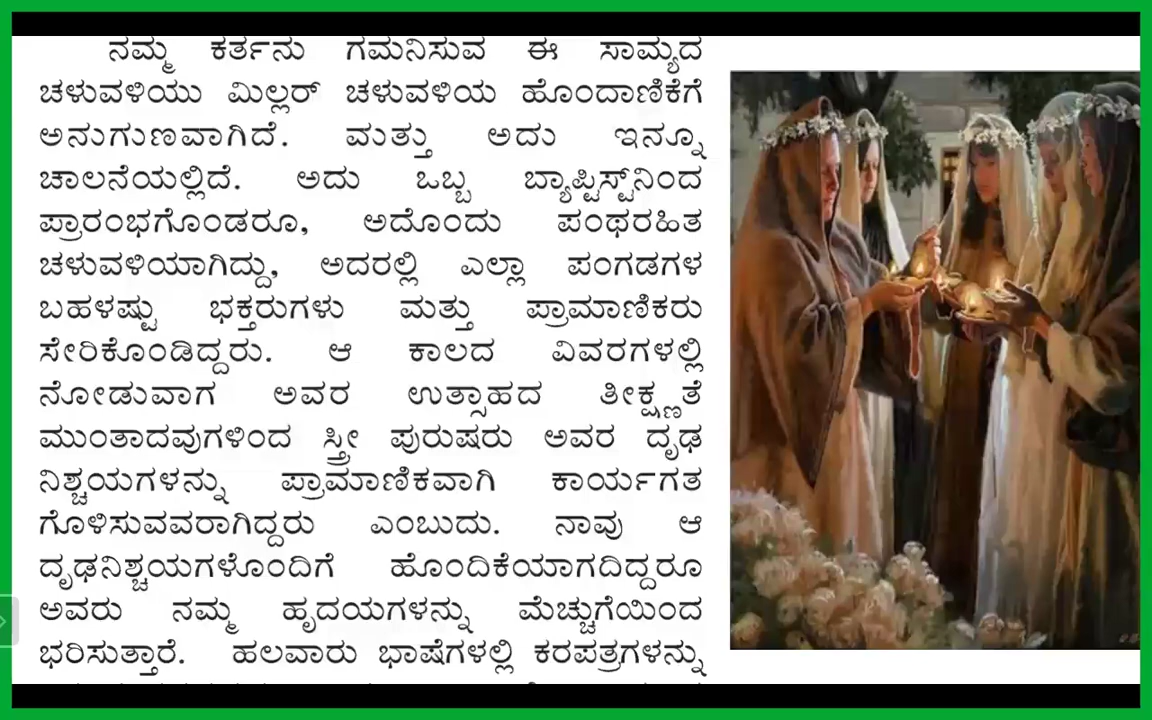 ನಮ್ಮ ಕರ್ತನು ಗಮನಿಸುವ ಈ ಸಾಮ್ಯದ
ಚಳುವಳಿಯು ಮಿಲ್ಲರ್ ಚಳುವಳಿಯ ಹೊಂದಾಣಿಕೆಗೆ
ಅನುಗುಣವಾಗಿದೆ. ಮತ್ತು ಅದು ಇನ್ನೂ
ಚಾಲನೆಯಲ್ಲಿದೆ. ಅದು ಒಬ್ಬ ಬ್ಯಾಪ್ಟಿಸ್ಟ್‌ನಿಂದ
ಪ್ರಾರಂಭಗೊಂಡರೂ, ಅದೊಂದು ಪಂಥರಹಿತ
ಚಳುವಳಿಯಾಗಿದ್ದು, ಅದರಲ್ಲಿ ಎಲ್ಲಾ ಪಂಗಡಗಳ
ಬಹಳಷ್ಟು ಭಕ್ತರುಗಳು ಮತ್ತು ಪ್ರಾಮಾಣಿಕರು
ಸೇರಿಕೊಂಡಿದ್ದರು. ಆ ಕಾಲದ ವಿವರಗಳಲ್ಲಿ
ನೋಡುವಾಗ ಅವರ ಉತ್ಸಾಹದ ತೀಕ್ಷ್ಣತೆ
ಮುಂತಾದವುಗಳಿಂದ ಸ್ತ್ರೀ ಪುರುಷರು ಅವರ ದೃಢ
ನಿಶ್ಚಯಗಳನ್ನು ಪ್ರಾಮಾಣಿಕವಾಗಿ ಕಾರ್ಯಗತ
ಗೊಳಿಸುವವರಾಗಿದ್ದರು ಎಂಬುದು. ನಾವು ಆ
ದೃಢನಿಶ್ಚಯಗಳೊಂದಿಗೆ ಹೊಂದಿಕೆಯಾಗದಿದ್ದರೂ
ಅವರು ನಮ್ಮ ಹೃದಯಗಳನ್ನು ಮೆಚ್ಚುಗೆಯಿಂದ
ಭರಿಸುತ್ತಾರೆ. ಹಲವಾರು ಭಾಷೆಗಳಲ್ಲಿ ಕರಪತ್ರಗಳನ್ನು